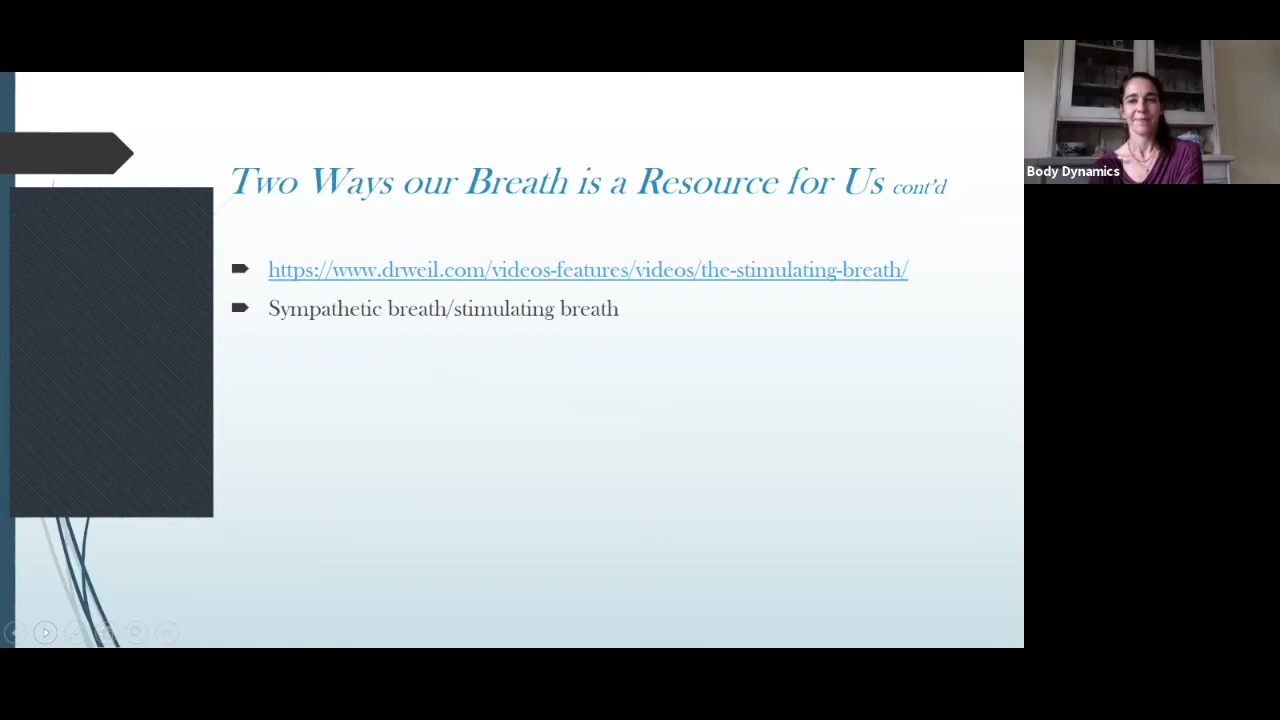 Two Ways our Breath is a Resource for Us cont'd
https://www.drweil.com/videos-features/videos/the-stimulating-breath/
Sympathetic breath/stimulating breath
Body Dynamics